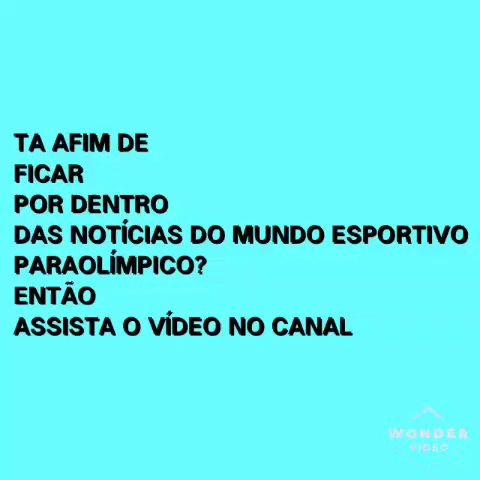 TA AFIM DE
FICAR
POR DENTRO
DAS NOTÍCIAS DO MUNDO ESPORTIVO
PARAOLÍMPICO?
ENTÃO
ASSISTA O VÍDEO NO CANAL
WONDER
VIDEO